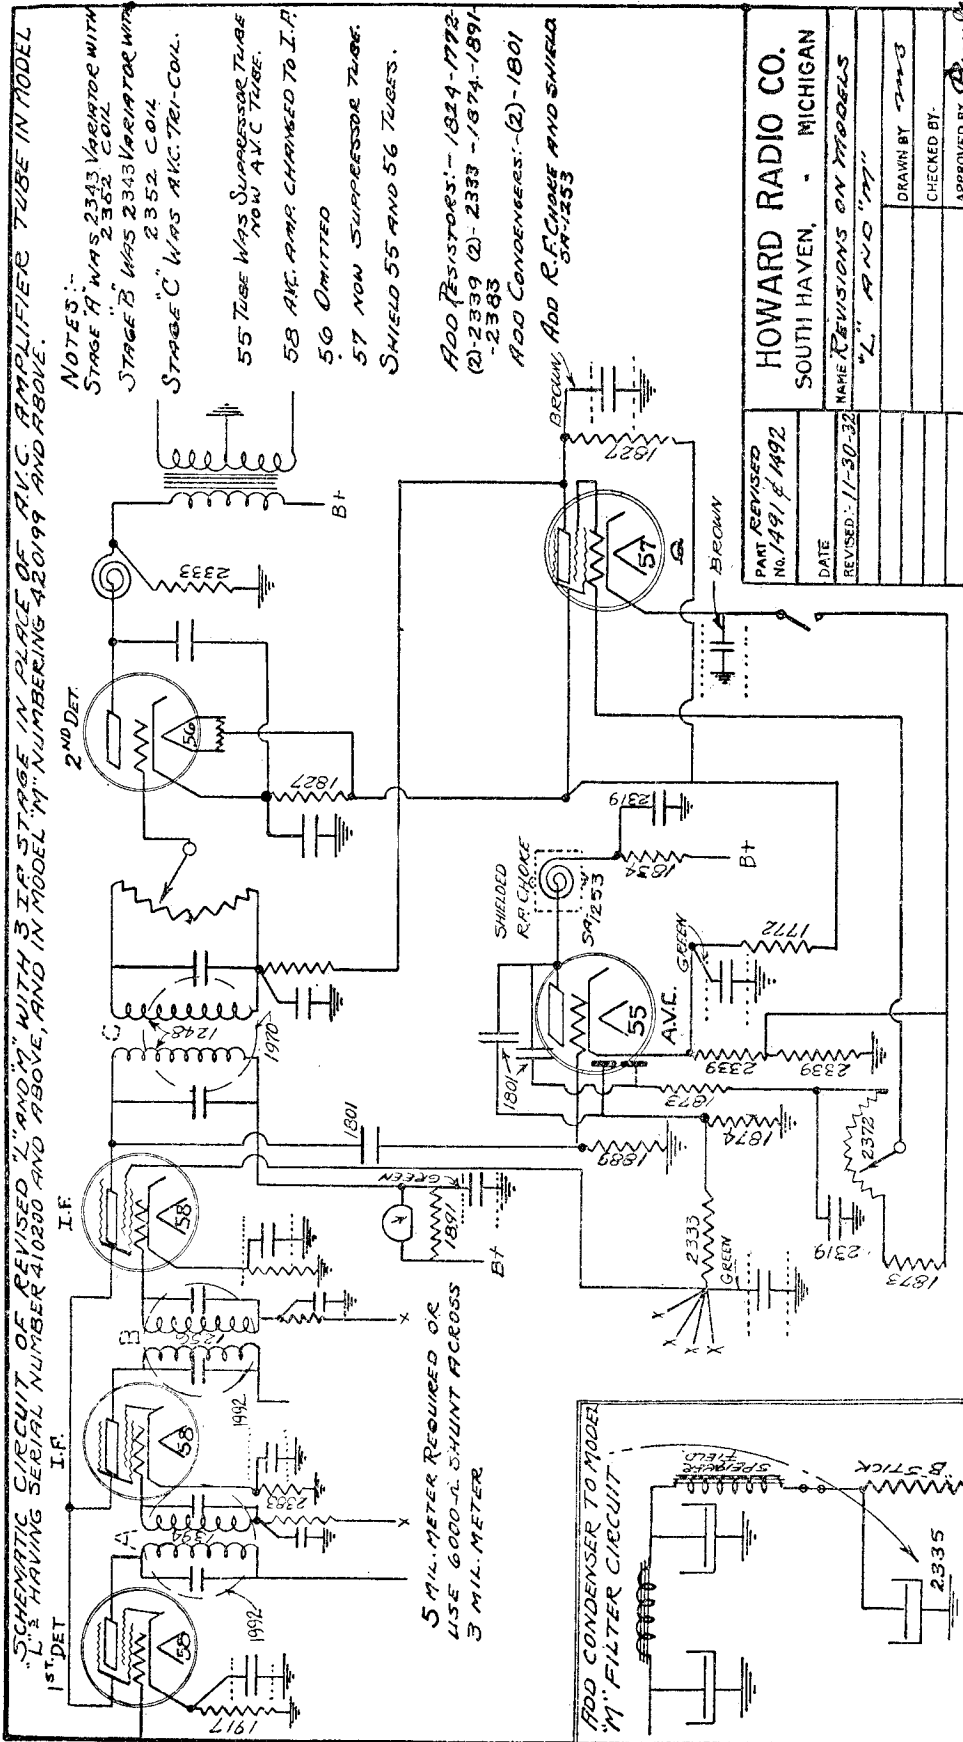 SCHEMATIC CIRCUIT OF REVISED "L" AND "M" WITH 3 I.F. STAGE IN PLACE OF A.V.C. AMPLIFIER TUBE IN MODEL
"L"s HAVING SERIAL NUMBER 410200 AND ABOVE, AND IN MODEL "M" NUMBERING 420199 AND ABOVE.
NOTES:-
STAGE "A" WAS 2343 VARIATOR WITH
2352 COIL
STAGE "B" WAS 2343 VARIATOR WITH
2352 COIL
STAGE "C" WAS A.V.C. TRI-COIL.
55 TUBE WAS SUPPRESSOR TUBE
NOW A.V.C TUBE.
58 A.V.C. AMP. CHANGED TO I.F.
56 OMITTED
57 NOW SUPPRESSOR TUBE.
SHIELD 55 AND 56 TUBES.
ADD RESISTORS:- 1824-1772-
(2)-2339 (2)-2333-1874-1891-
-2383
ADD CONDENSERS:-(2)-1801
ADD R.F. CHOKE AND SHIELD
SA-1253
1ST DET
I.F.
I.F.
2ND DET.
58
58
58
56
A
B
C
1394
1256
1248
1992
1992
1970
1917
2383
X
X
1801
1827
2333
B+
GREEN
1891
B+
5 MIL. METER REQUIRED OR
USE 6000-Ω SHUNT ACROSS
3 MIL-METER
SHIELDED
R.F. CHOKE
SA1253
1801
55
A.V.C.
2319
1834
B+
GREEN
1772
2339
2339
1873
1874
1889
2333
GREEN
X
X
X
X
2319
2372
1873
57
BROWN
1827
BROWN
ADD CONDENSER TO MODEL
"M" FILTER CIRCUIT
SPEAKER
FIELD
"B" STICK
2335
PART REVISED
No. 1491 & 1492
DATE
REVISED:- 11-30-32
HOWARD RADIO CO.
SOUTH HAVEN, - MICHIGAN
NAME REVISIONS ON MODELS
"L" AND "M"
DRAWN BY
CHECKED BY-
APPROVED BY